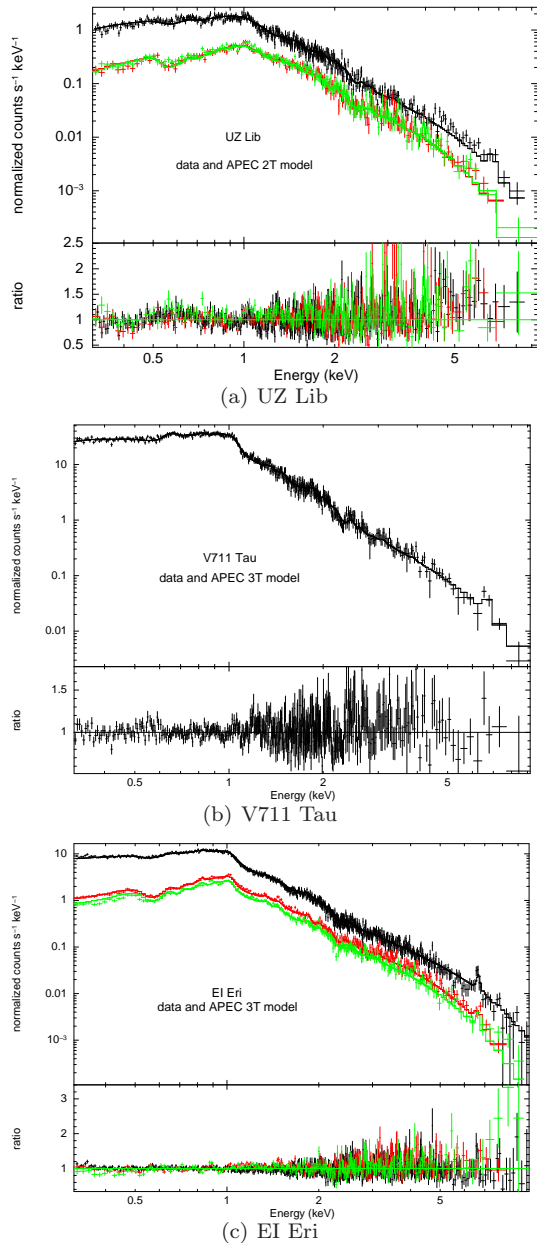 normalized counts s⁻¹ keV⁻¹
1
0.1
0.01
10⁻³
UZ Lib
data and APEC 2T model
ratio
2.5
2
1.5
1
0.5
0.5 1 2 5
Energy (keV)
(a) UZ Lib
normalized counts s⁻¹ keV⁻¹
10
1
0.1
0.01
V711 Tau
data and APEC 3T model
ratio
1.5
1
0.5 1 2 5
Energy (keV)
(b) V711 Tau
normalized counts s⁻¹ keV⁻¹
10
1
0.1
0.01
10⁻³
EI Eri
data and APEC 3T model
ratio
3
2
1
0.5 1 2 5
Energy (keV)
(c) EI Eri